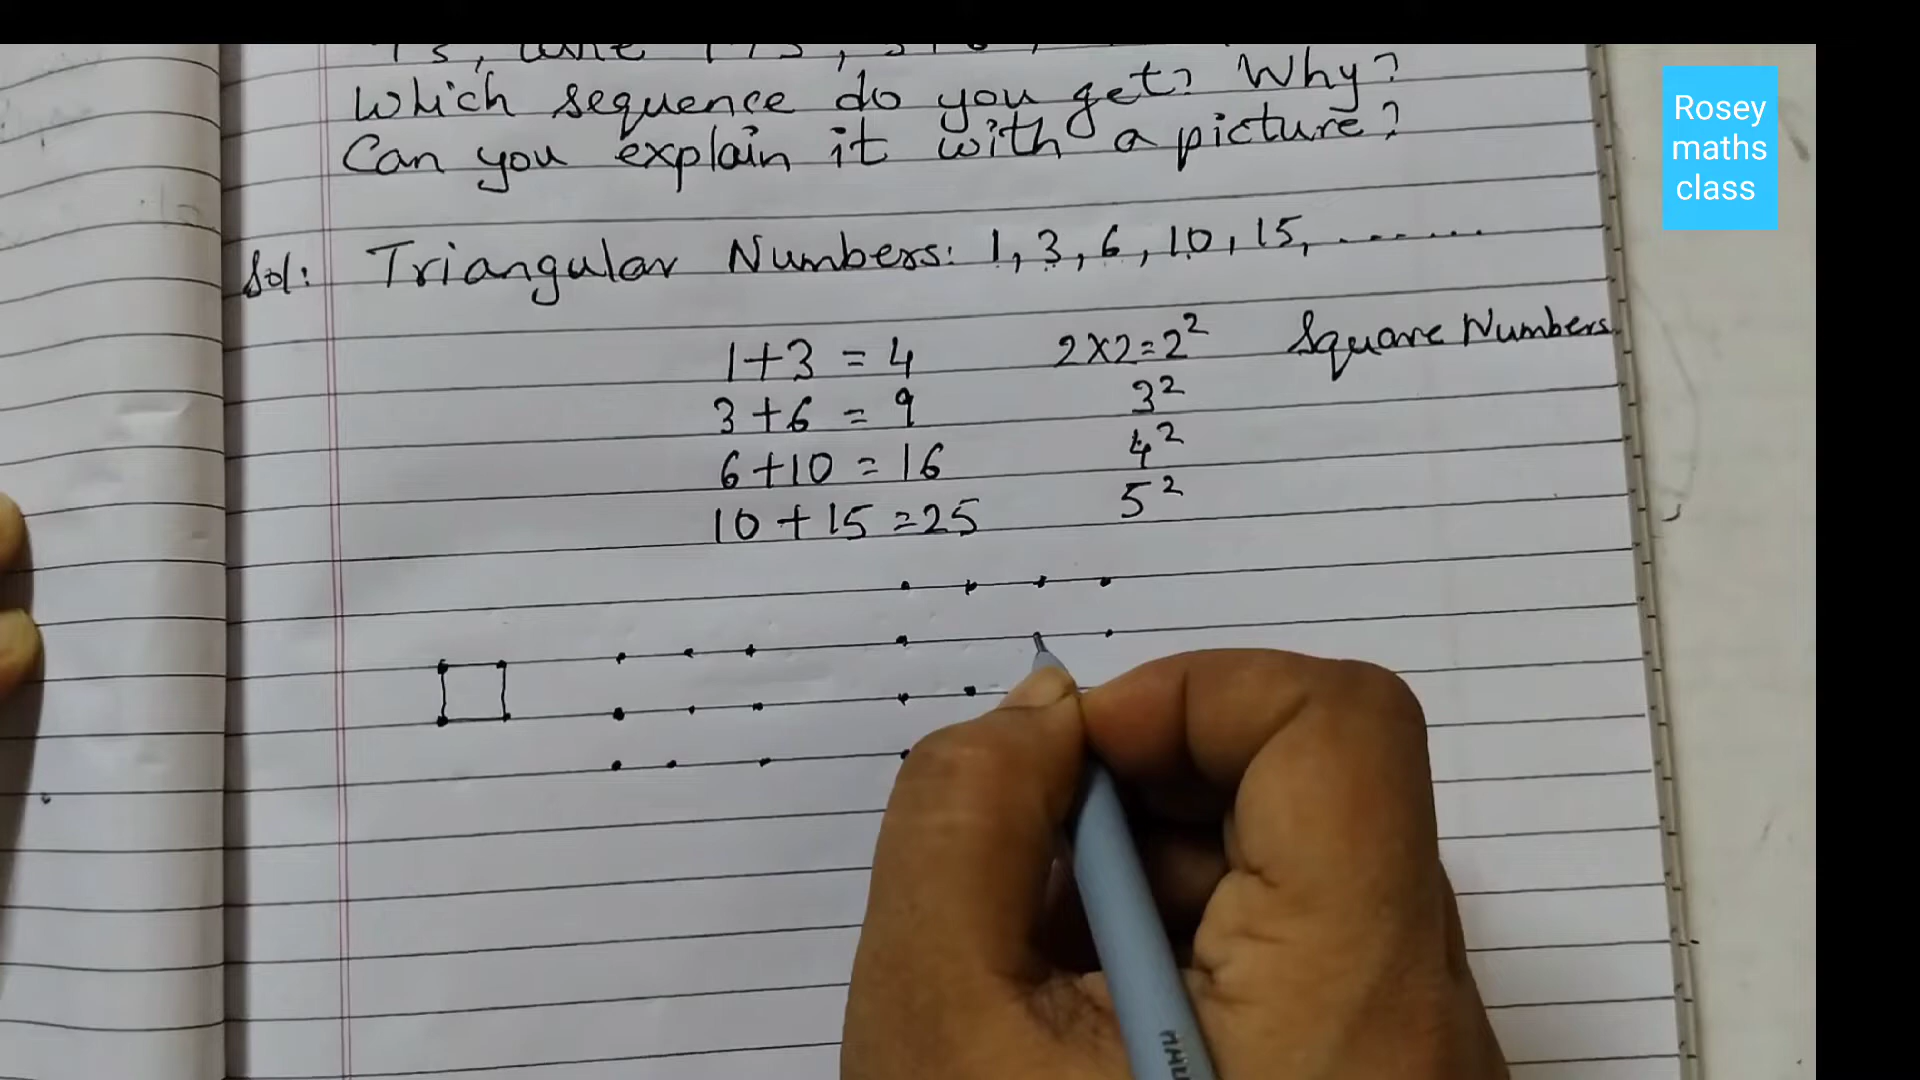 Which sequence do you get? Why?
Can you explain it with a picture?
Sol: Triangular Numbers: 1, 3, 6, 10, 15, .......
1+3 = 4 2×2=2² Square Numbers
3+6 = 9 3²
6+10 = 16 4²
10+15=25 5²
Rosey
maths
class